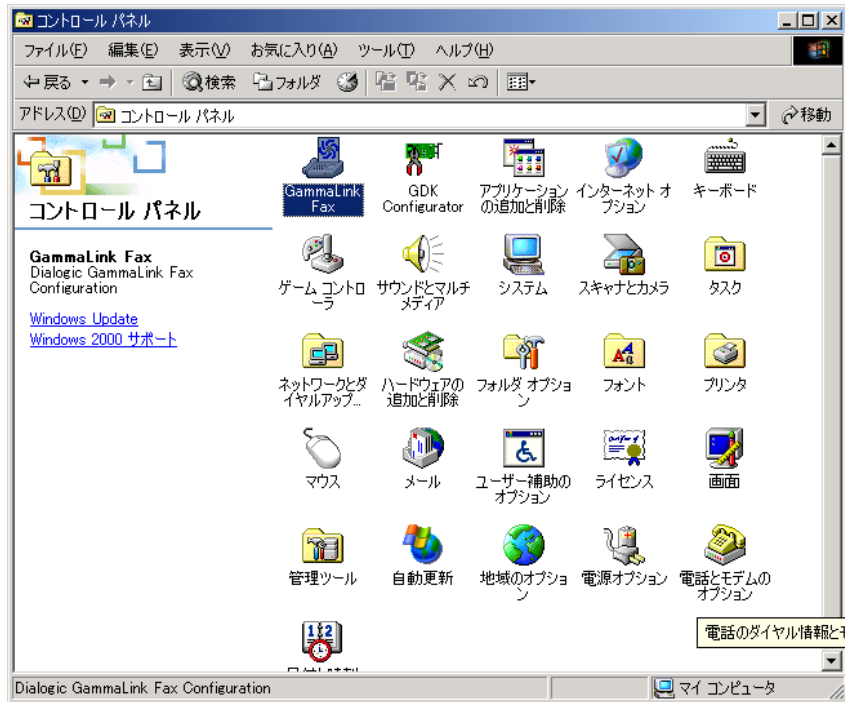 コントロール パネル
ファイル(F) 編集(E) 表示(V) お気に入り(A) ツール(T) ヘルプ(H)
戻る 検索 フォルダ
アドレス(D) コントロール パネル 移動
コントロール パネル
GammaLink Fax
Dialogic GammaLink Fax
Configuration
Windows Update
Windows 2000 サポート
GammaLink
Fax
GDK
Configurator
アプリケーション
の追加と削除
インターネット オ
プション
キーボード
ゲーム コントロ
ーラ
サウンドとマルチ
メディア
システム
スキャナとカメラ
タスク
ネットワークとダ
イヤルアップ...
ハードウェアの
追加と削除
フォルダ オプショ
ン
フォント
プリンタ
マウス
メール
ユーザー補助の
オプション
ライセンス
画面
管理ツール
自動更新
地域のオプショ
ン
電源オプション
電話とモデムの
オプション
電話のダイヤル情報と
Dialogic GammaLink Fax Configuration
マイ コンピュータ